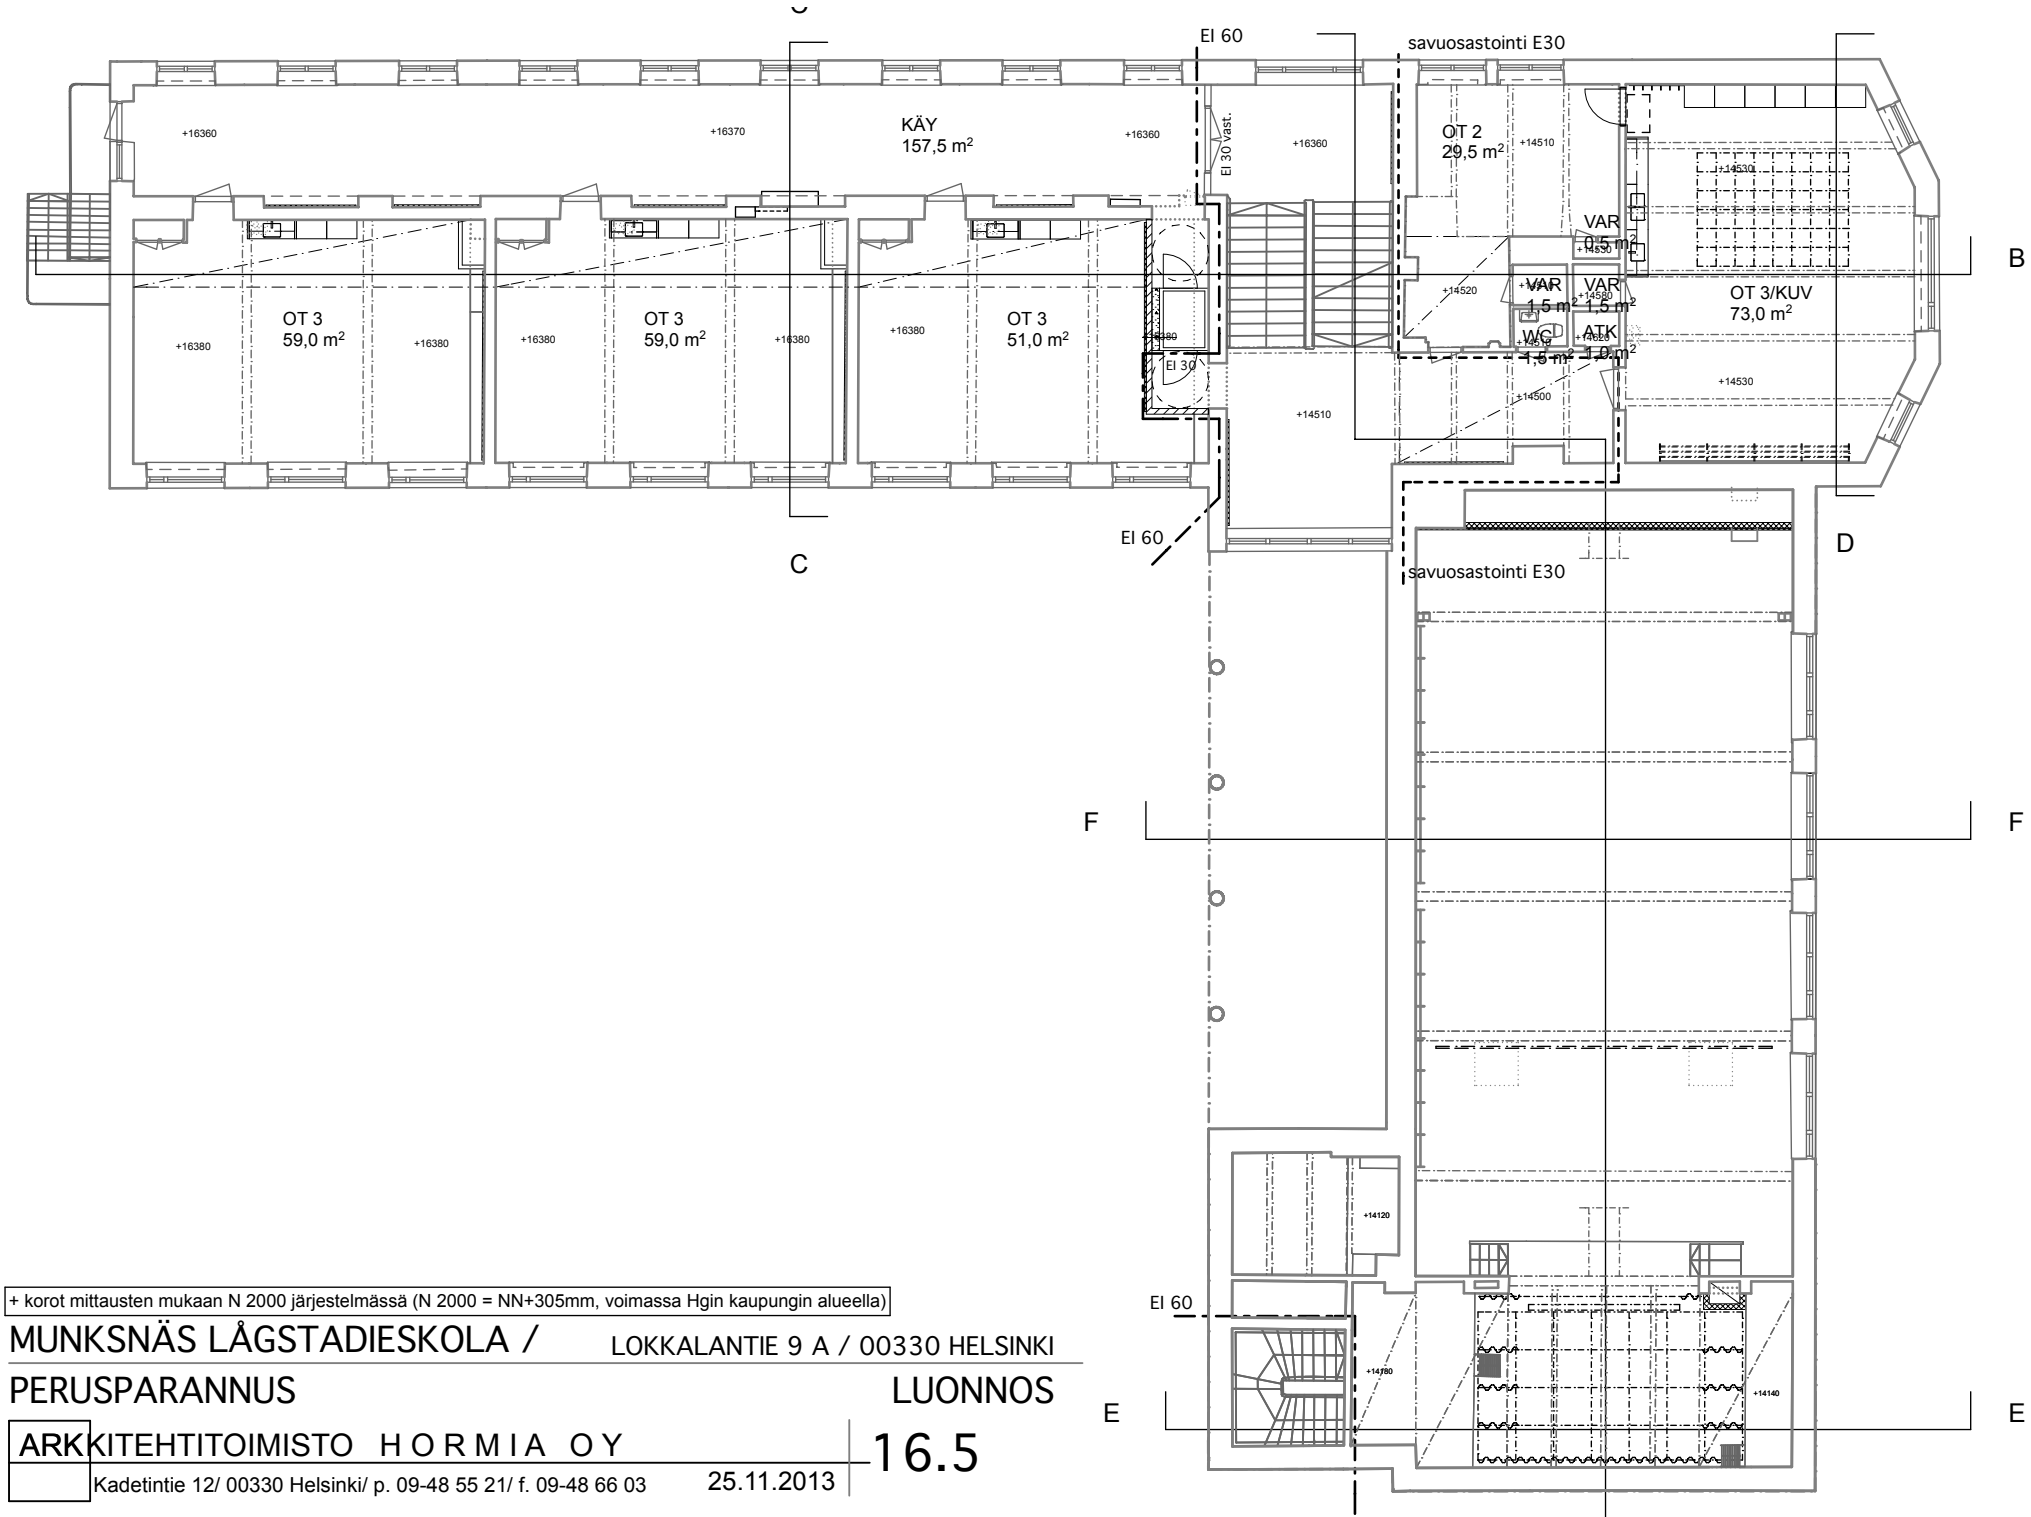 EI 60
savuosastointi E30
+16360
+16370
KÄY
157,5 m²
+16360
EI 30 vast.
+16360
OT 2
29,5 m²
+14510
+14530
VAR
0,5 m²
+14530
B
OT 3
59,0 m²
+16380
+16380
OT 3
59,0 m²
+16380
+16380
OT 3
51,0 m²
+16380
EI 30
+14520
VAR
1,5 m²
VAR
1,5 m²
+14580
WC
1,5 m²
+14510
ATK
1,0 m²
+14620
OT 3/KUV
73,0 m²
+14530
+14510
+14500
EI 60
C
D
savuosastointi E30
F
F
+14120
EI 60
+14180
+14140
E
E
+ korot mittausten mukaan N 2000 järjestelmässä (N 2000 = NN+305mm, voimassa Hgin kaupungin alueella)
MUNKSNÄS LÅGSTADIESKOLA / LOKKALANTIE 9 A / 00330 HELSINKI
PERUSPARANNUS LUONNOS
ARKKITEHTITOIMISTO HORMIA OY
16.5
Kadetintie 12/ 00330 Helsinki/ p. 09-48 55 21/ f. 09-48 66 03 25.11.2013